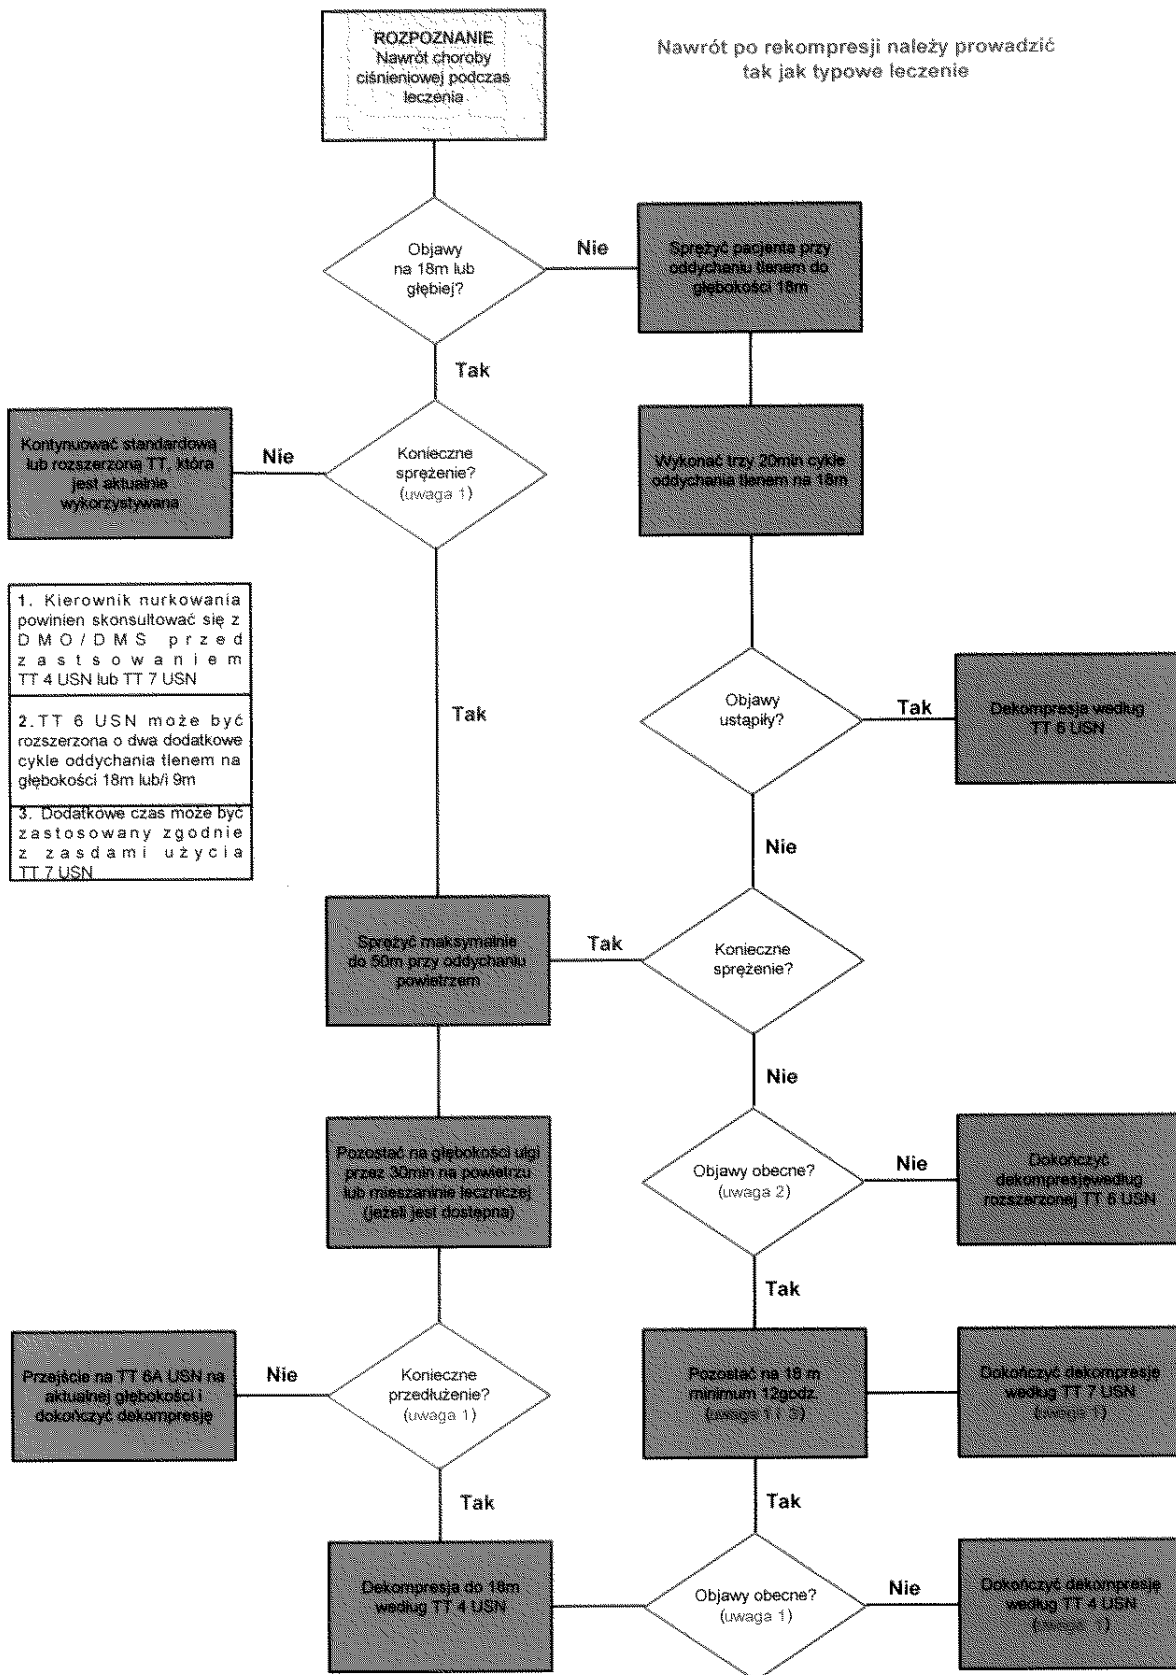 ROZPOZNANIE
Nawrót choroby
ciśnieniowej podczas
leczenia
Nawrót po rekompresji należy prowadzić
tak jak typowe leczenie
Objawy
na 18m lub
głębiej?
Nie
Sprężyć pacjenta przy
oddychaniu tlenem do
głębokości 18m
Tak
Kontynuować standardową
lub rozszerzoną TT, która
jest aktualnie
wykorzystywana
Nie
Konieczne
sprężenie?
(uwaga 1)
Wykonać trzy 20min cykle
oddychania tlenem na 18m
1. Kierownik nurkowania
powinien skonsultować się z
DMO/DMS przed
zastsowaniem
TT 4 USN lub TT 7 USN
2.TT 6 USN może być
rozszerzona o dwa dodatkowe
cykle oddychania tlenem na
głębokości 18m lub/i 9m
3. Dodatkowe czas może być
zastosowany zgodnie
z zasdami użycia
TT 7 USN
Tak
Objawy
ustąpiły?
Tak
Dekompresja według
TT 6 USN
Nie
Sprężyć maksymalnie
do 50m przy oddychaniu
powietrzem
Tak
Konieczne
sprężenie?
Nie
Pozostać na głębokości ulgi
przez 30min na powietrzu
lub mieszaninie leczniczej
(jeżeli jest dostępna)
Objawy obecne?
(uwaga 2)
Nie
Dokończyć
dekompresjęwedług
rozszerzonej TT 6 USN
Tak
Przejście na TT 6A USN na
aktualnej głębokości i
dokończyć dekompresję
Nie
Konieczne
przedłużenie?
(uwaga 1)
Pozostać na 18 m
minimum 12godz.
(uwaga 1 i 3)
Dokończyć dekompresję
według TT 7 USN
(uwaga 1)
Tak
Tak
Dekompresja do 18m
według TT 4 USN
Objawy obecne?
(uwaga 1)
Nie
Dokończyć dekompresję
według TT 4 USN
(uwaga 1)